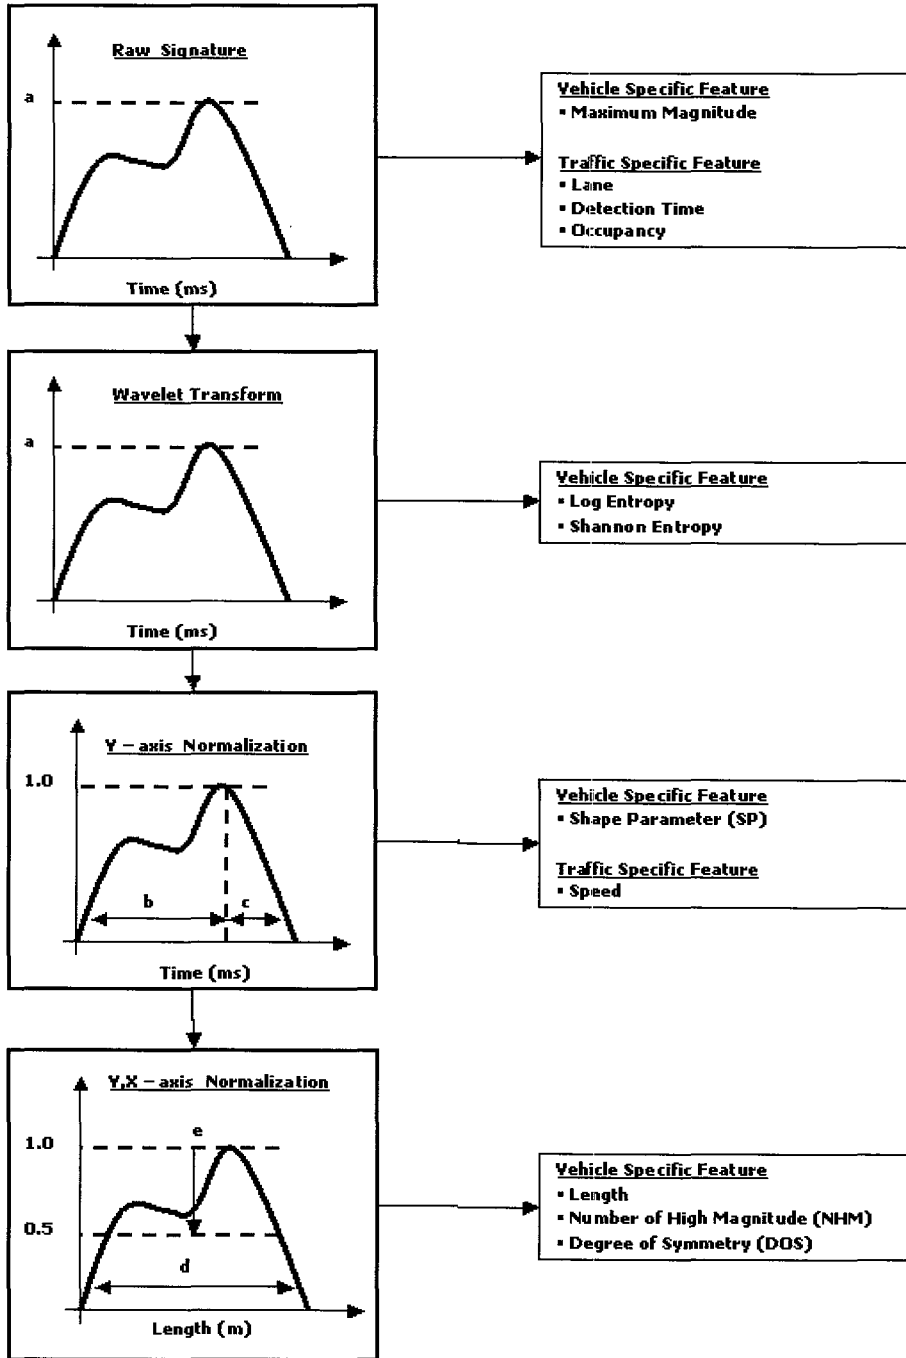 Raw Signature
a
Time (ms)
Vehicle Specific Feature
▪ Maximum Magnitude
Traffic Specific Feature
▪ Lane
▪ Detection Time
▪ Occupancy
Wavelet Transform
a
Time (ms)
Vehicle Specific Feature
▪ Log Entropy
▪ Shannon Entropy
Y – axis Normalization
1.0
b
c
Time (ms)
Vehicle Specific Feature
▪ Shape Parameter (SP)
Traffic Specific Feature
▪ Speed
Y,X – axis Normalization
1.0
e
0.5
d
Length (m)
Vehicle Specific Feature
▪ Length
▪ Number of High Magnitude (NHM)
▪ Degree of Symmetry (DOS)